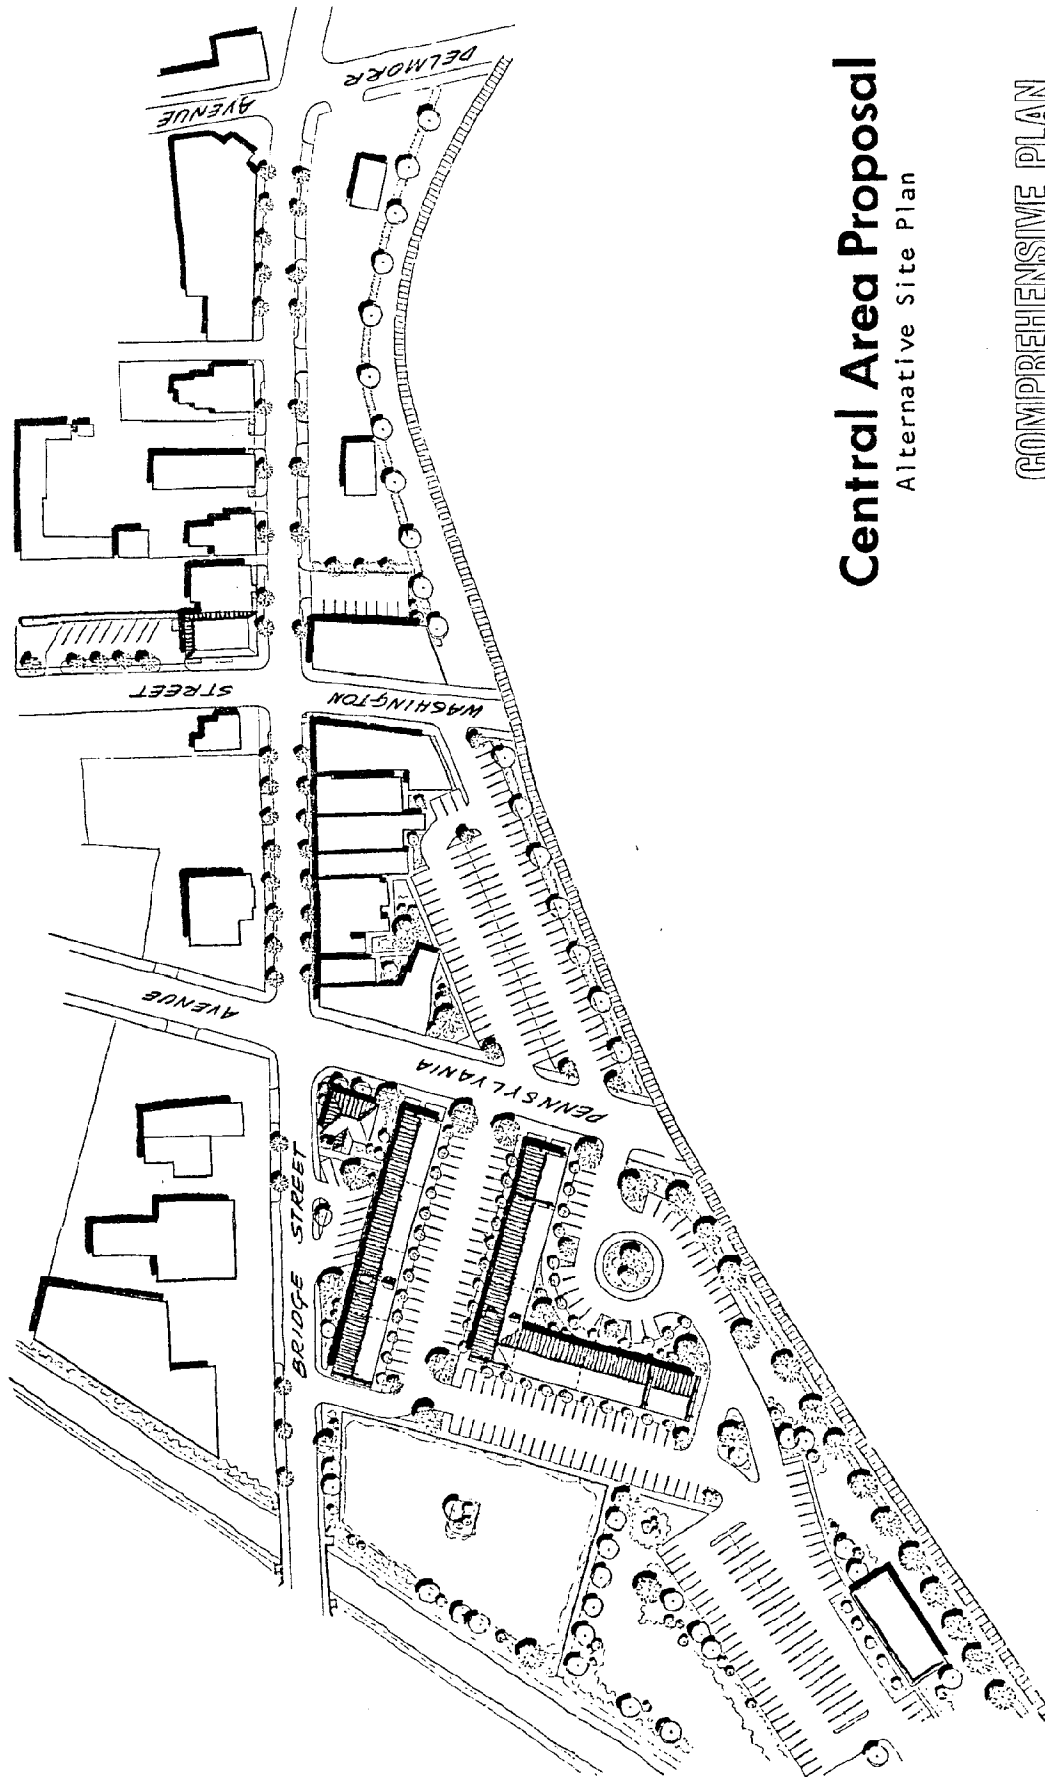 Central Area Proposal
Alternative Site Plan
COMPREHENSIVE PLAN
DELMORR
AVENUE
WASHINGTON
STREET
PENNSYLVANIA
AVENUE
BRIDGE STREET